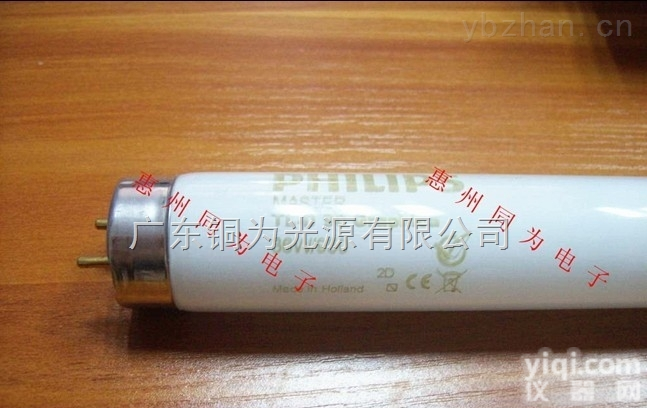 ybzhan.cn
PHILIPS
MASTER
惠州同为电子
广东铜为光源有限公司
惠州同为电子
2D
CE
Made in Holland
yiqi.com
仪器网